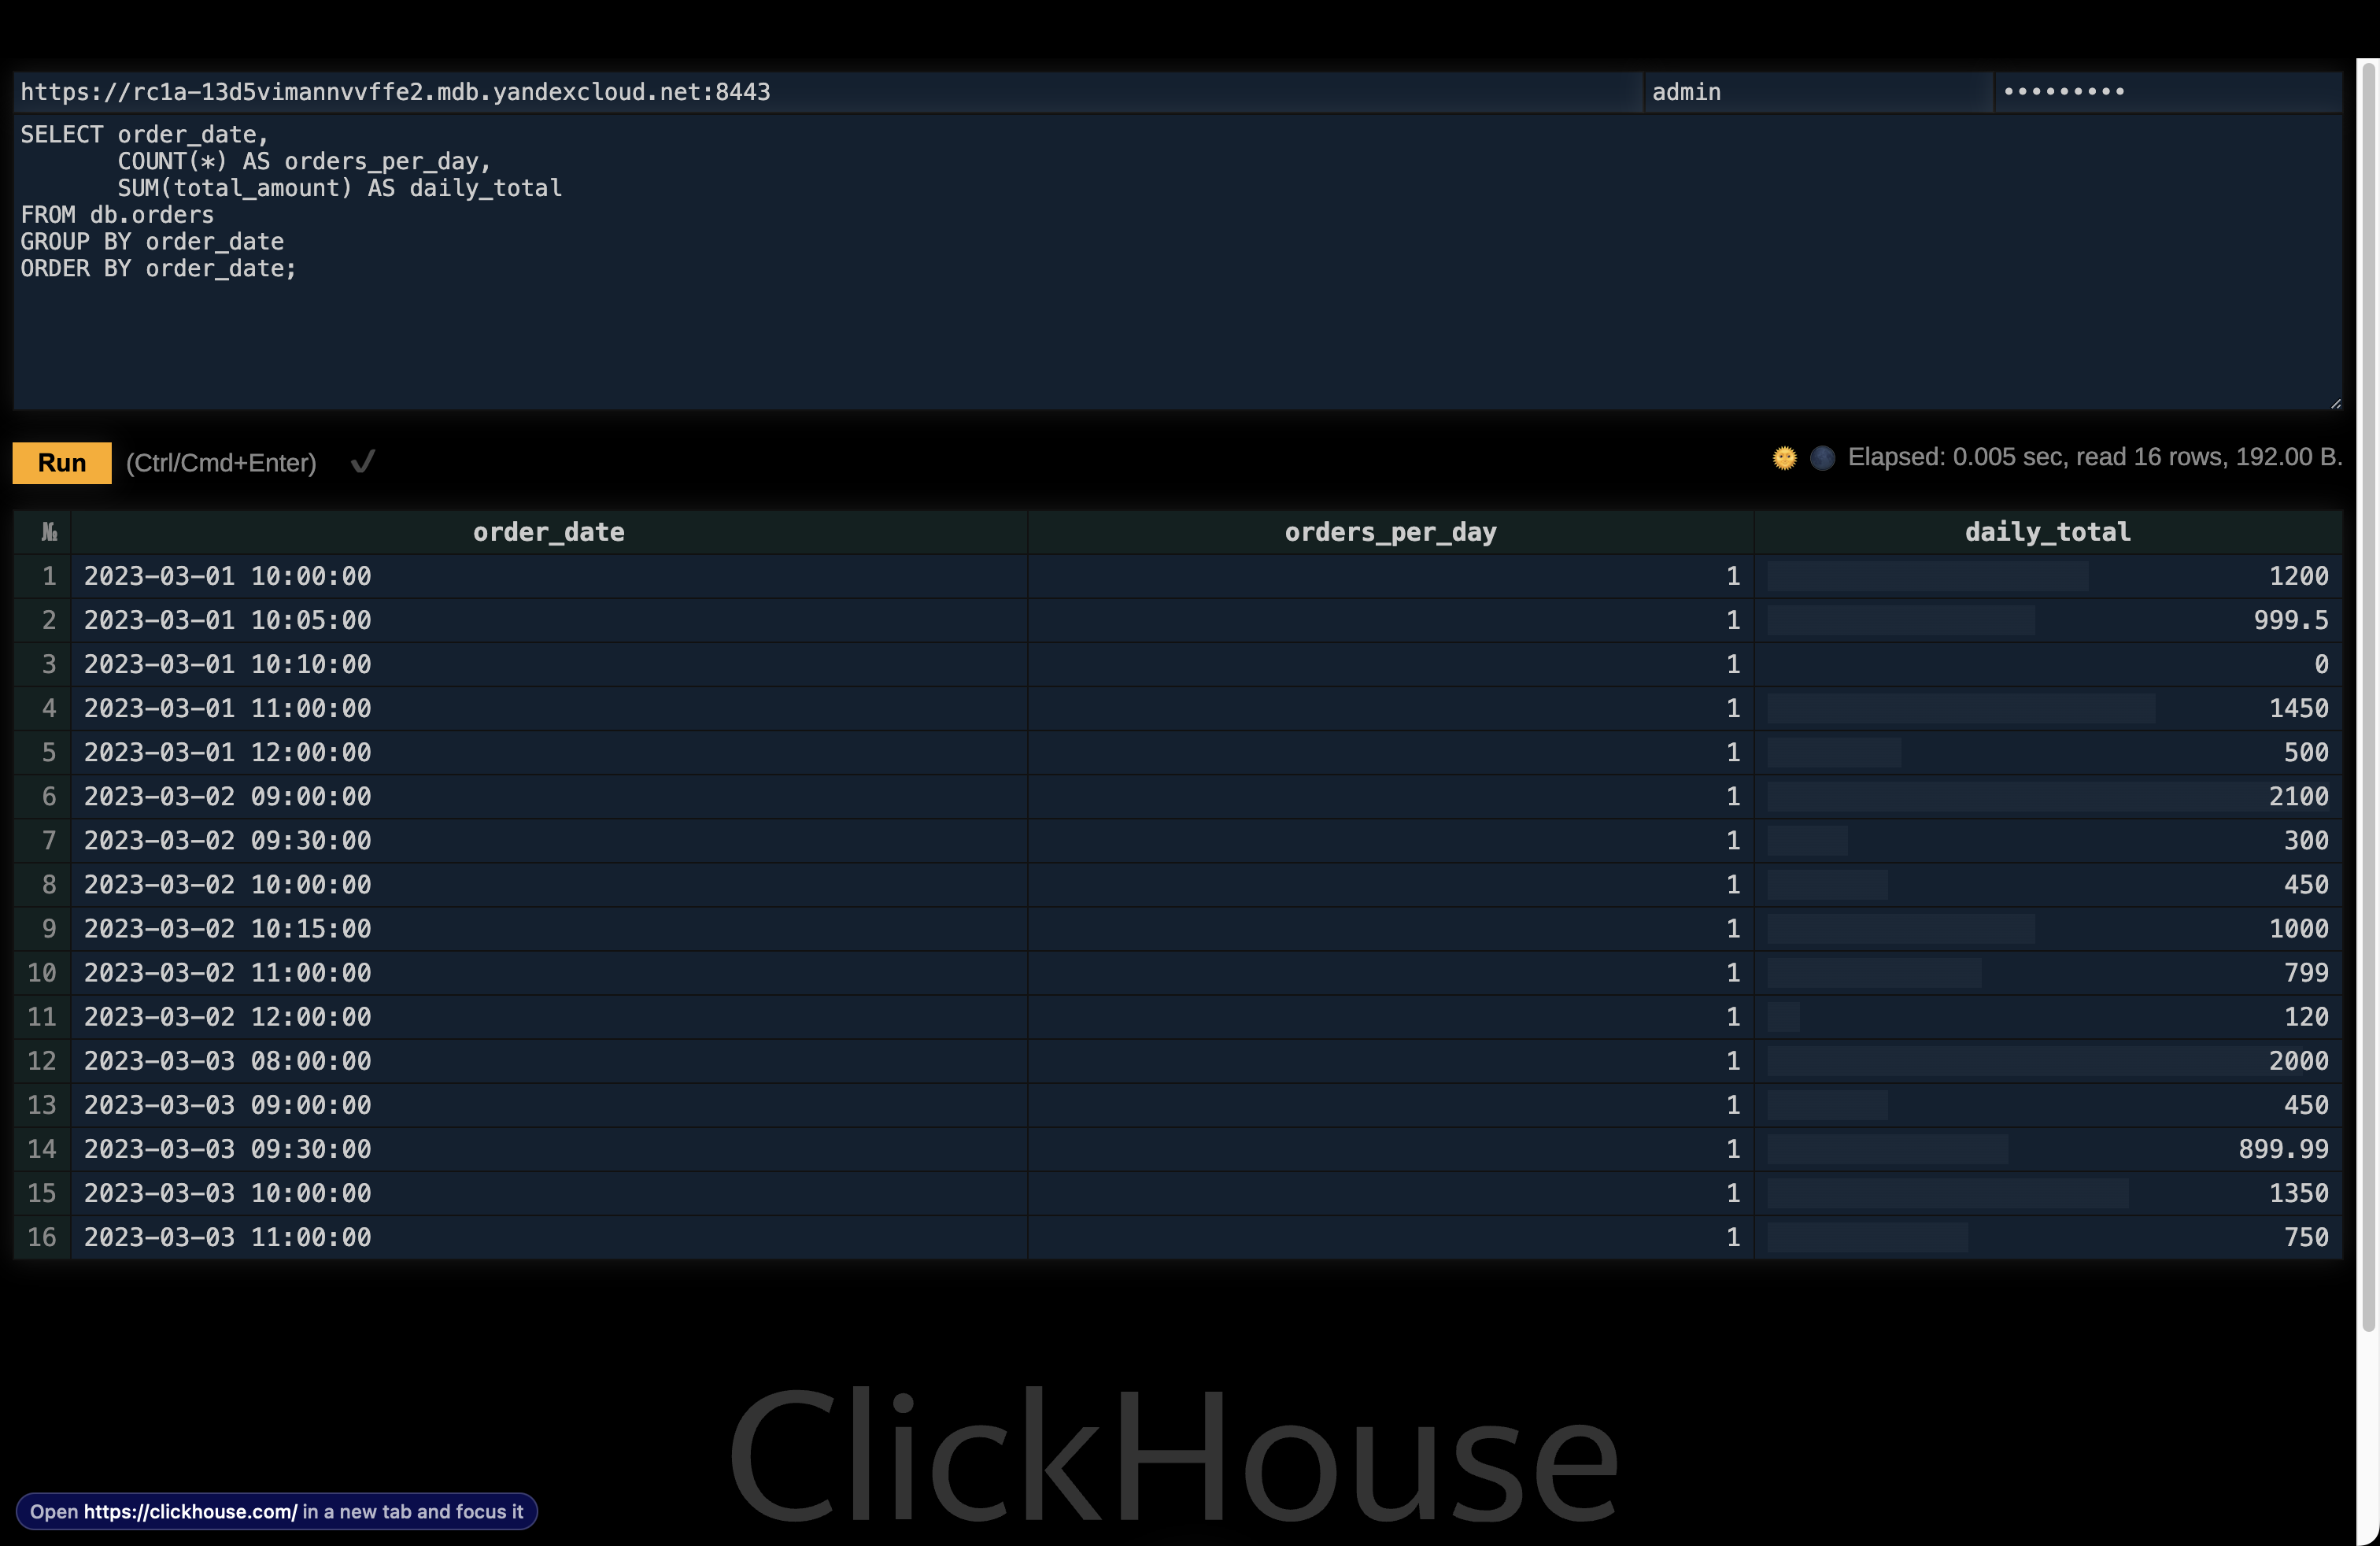 https://rc1a-13d5vimannvvffe2.mdb.yandexcloud.net:8443 admin •••••••••
SELECT order_date,
       COUNT(*) AS orders_per_day,
       SUM(total_amount) AS daily_total
FROM db.orders
GROUP BY order_date
ORDER BY order_date;
Run (Ctrl/Cmd+Enter) ✔ 🌞 🌑 Elapsed: 0.005 sec, read 16 rows, 192.00 B.
№ order_date orders_per_day daily_total
1 2023-03-01 10:00:00 1 1200
2 2023-03-01 10:05:00 1 999.5
3 2023-03-01 10:10:00 1 0
4 2023-03-01 11:00:00 1 1450
5 2023-03-01 12:00:00 1 500
6 2023-03-02 09:00:00 1 2100
7 2023-03-02 09:30:00 1 300
8 2023-03-02 10:00:00 1 450
9 2023-03-02 10:15:00 1 1000
10 2023-03-02 11:00:00 1 799
11 2023-03-02 12:00:00 1 120
12 2023-03-03 08:00:00 1 2000
13 2023-03-03 09:00:00 1 450
14 2023-03-03 09:30:00 1 899.99
15 2023-03-03 10:00:00 1 1350
16 2023-03-03 11:00:00 1 750
ClickHouse
Open https://clickhouse.com/ in a new tab and focus it